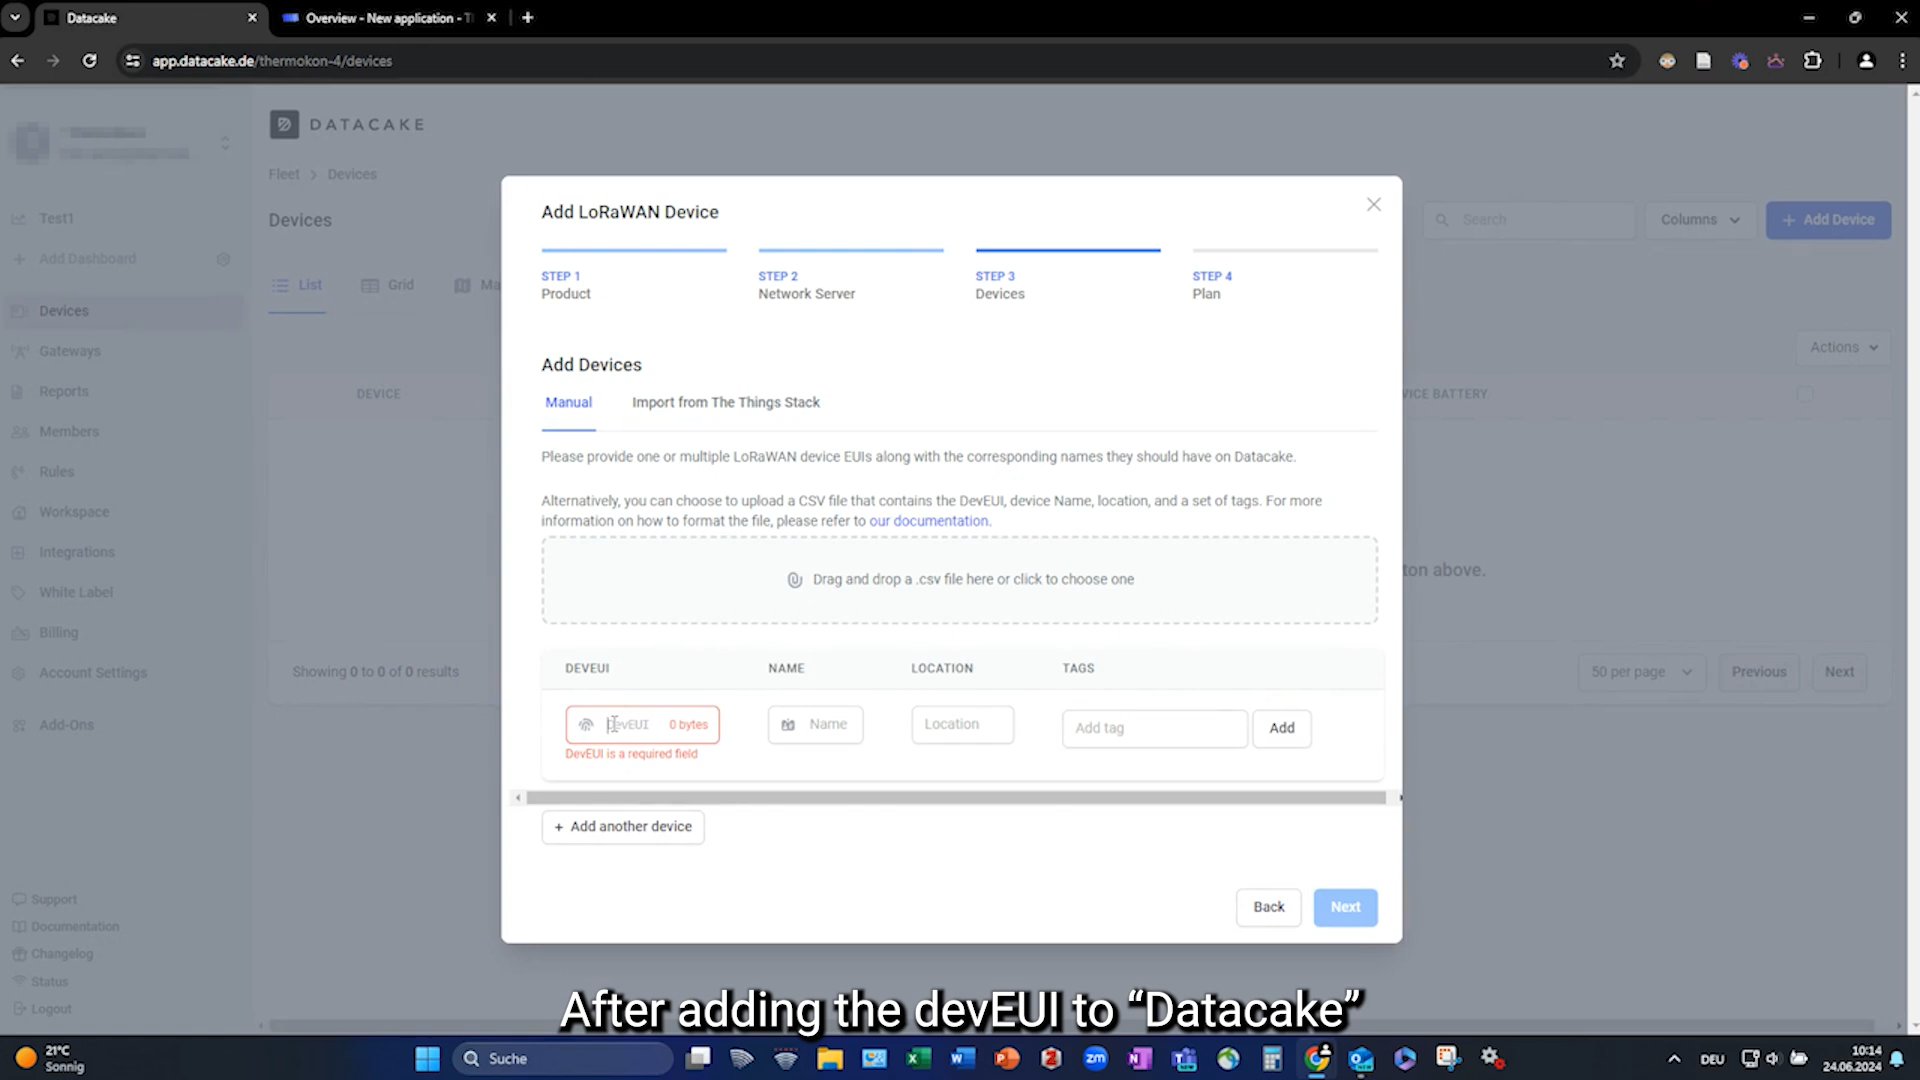 Datacake
Overview - New application - T
app.datacake.de/thermokon-4/devices
DATACAKE
Fleet > Devices
Test1
Devices
Search
Columns
+ Add Device
Add Dashboard
List
Grid
Ma
Devices
Gateways
Actions
Reports
DEVICE
VICE BATTERY
Members
Rules
Workspace
Integrations
ton above.
White Label
Billing
Account Settings
Showing 0 to 0 of 0 results
50 per page
Previous
Next
Add-Ons
Support
Documentation
Changelog
Status
Logout
Add LoRaWAN Device
STEP 1
Product
STEP 2
Network Server
STEP 3
Devices
STEP 4
Plan
Add Devices
Manual
Import from The Things Stack
Please provide one or multiple LoRaWAN device EUIs along with the corresponding names they should have on Datacake.
Alternatively, you can choose to upload a CSV file that contains the DevEUI, device Name, location, and a set of tags. For more
information on how to format the file, please refer to our documentation.
Drag and drop a .csv file here or click to choose one
DEVEUI NAME LOCATION TAGS
DevEUI 0 bytes Name Location Add tag Add
DevEUI is a required field
+ Add another device
Back Next
After adding the devEUI to “Datacake”
21°C
Sonnig
Suche
DEU
10:14
24.06.2024